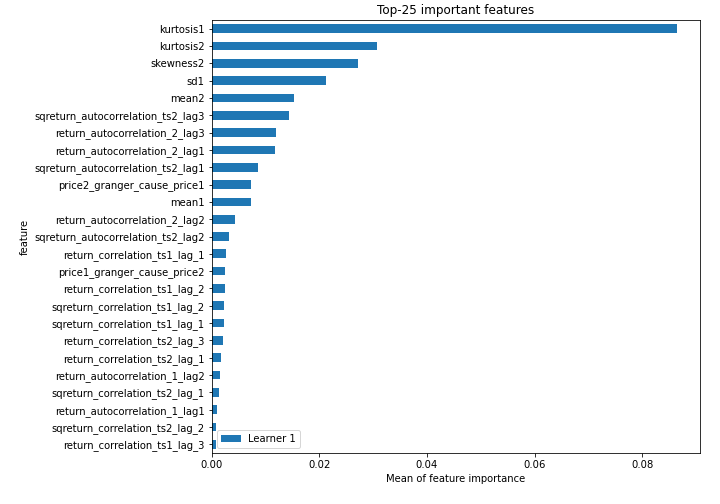 Top-25 important features
kurtosis1
kurtosis2
skewness2
sd1
mean2
sqreturn_autocorrelation_ts2_lag3
return_autocorrelation_2_lag3
return_autocorrelation_2_lag1
sqreturn_autocorrelation_ts2_lag1
price2_granger_cause_price1
mean1
return_autocorrelation_2_lag2
sqreturn_autocorrelation_ts2_lag2
return_correlation_ts1_lag_1
price1_granger_cause_price2
return_correlation_ts1_lag_2
sqreturn_correlation_ts1_lag_2
sqreturn_correlation_ts1_lag_1
return_correlation_ts2_lag_3
return_correlation_ts2_lag_1
return_autocorrelation_1_lag2
sqreturn_correlation_ts2_lag_1
return_autocorrelation_1_lag1
sqreturn_correlation_ts2_lag_2
return_correlation_ts1_lag_3
feature
Learner 1
0.00 0.02 0.04 0.06 0.08
Mean of feature importance